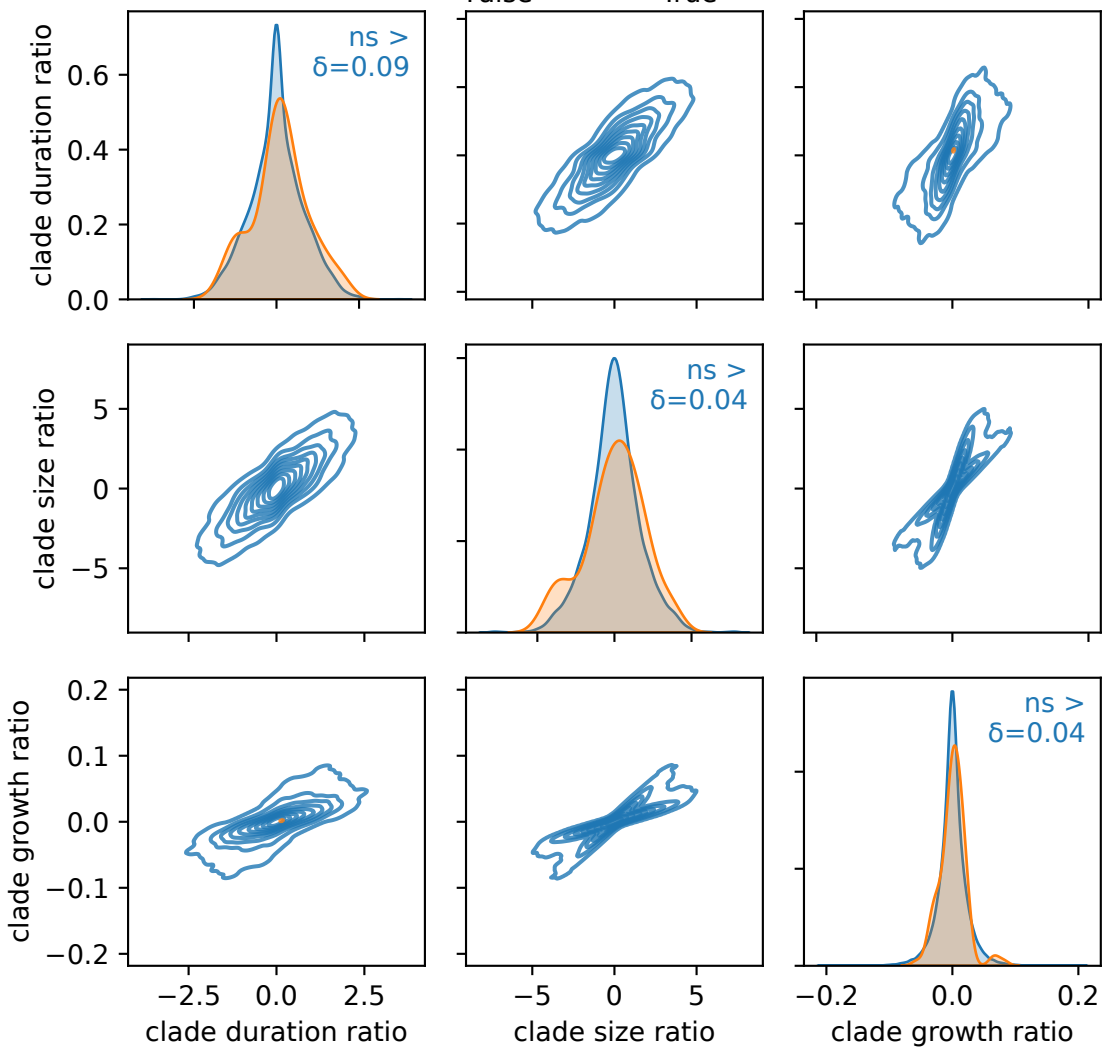 clade duration ratio
0.6
0.4
0.2
0.0
ns >
δ=0.09
clade size ratio
5
0
−5
ns >
δ=0.04
clade growth ratio
0.2
0.1
0.0
−0.1
−0.2
ns >
δ=0.04
−2.5 0.0 2.5
clade duration ratio
−5 0 5
clade size ratio
−0.2 0.0 0.2
clade growth ratio